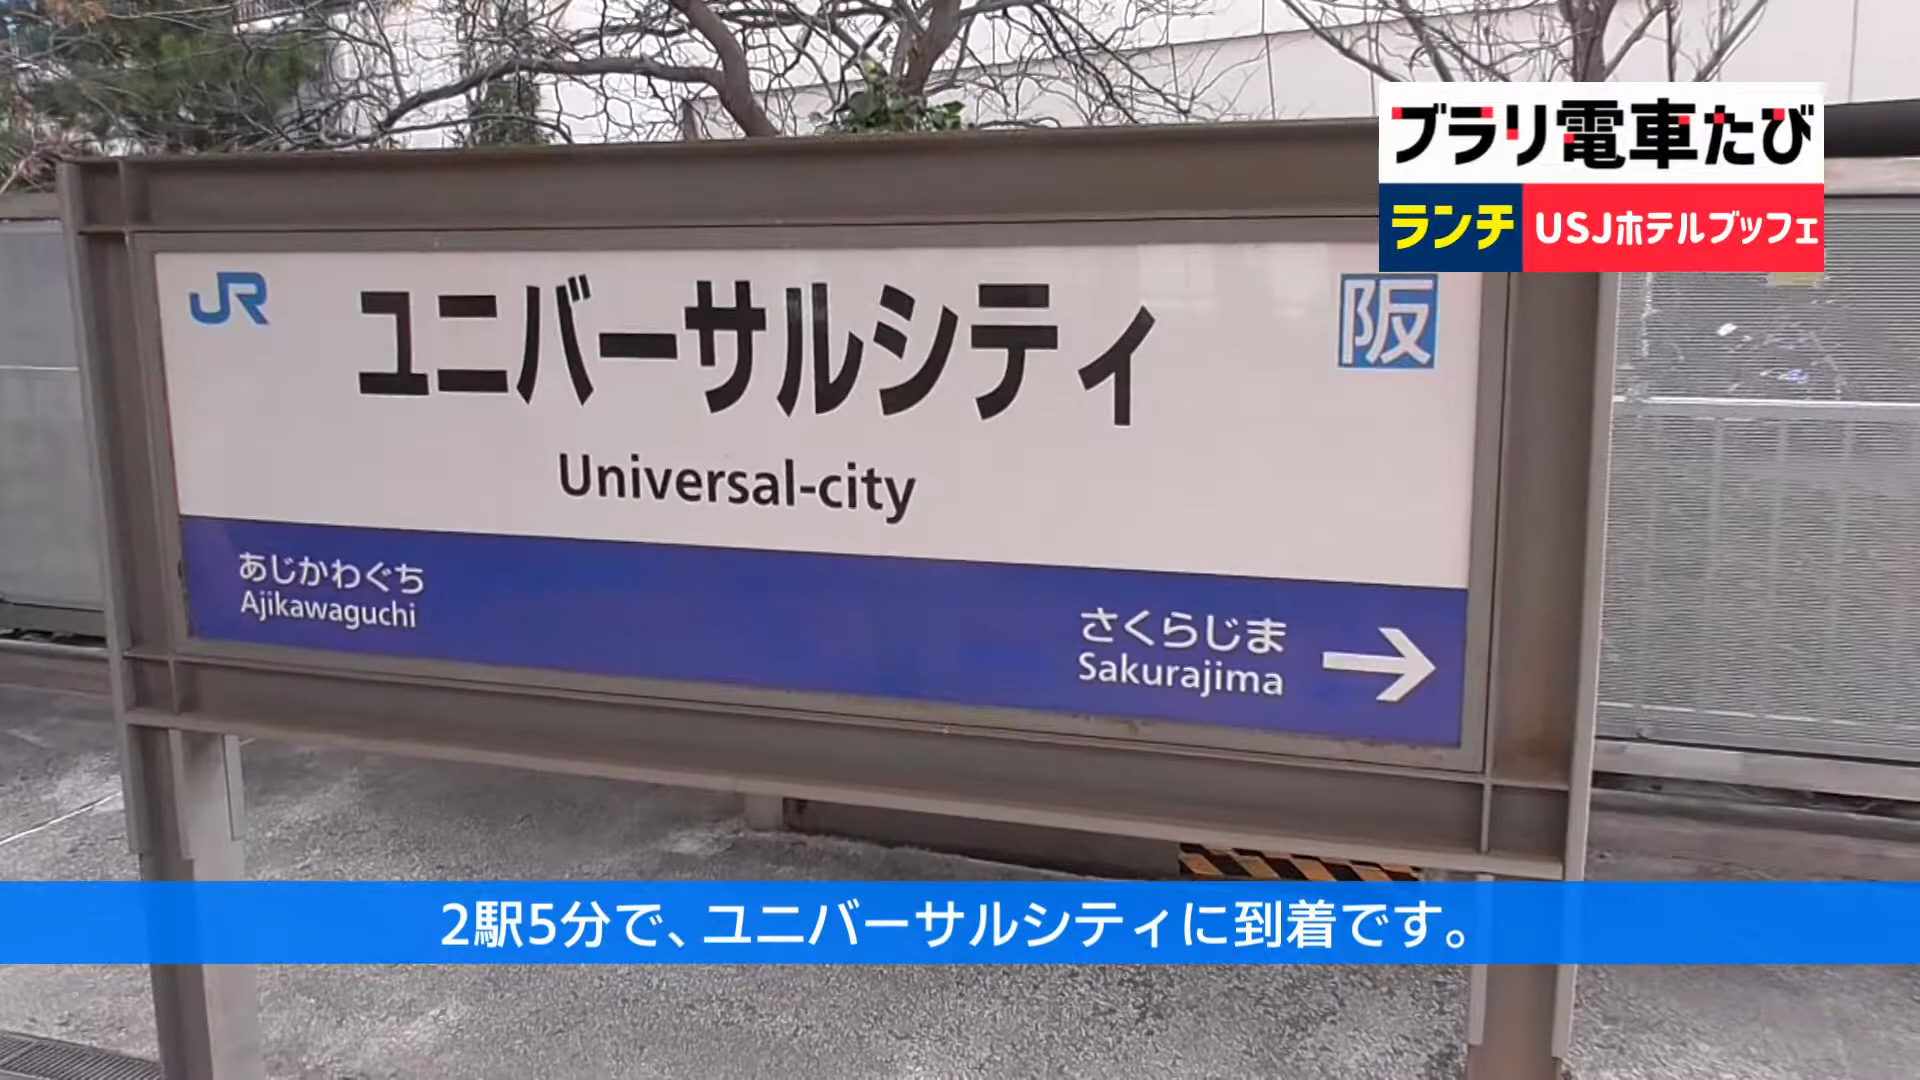 ブラリ電車たび
ランチ USJホテルブッフェ
JR ユニバーサルシティ 阪
Universal-city
あじかわぐち
Ajikawaguchi
さくらじま
Sakurajima
2駅5分で、ユニバーサルシティに到着です。